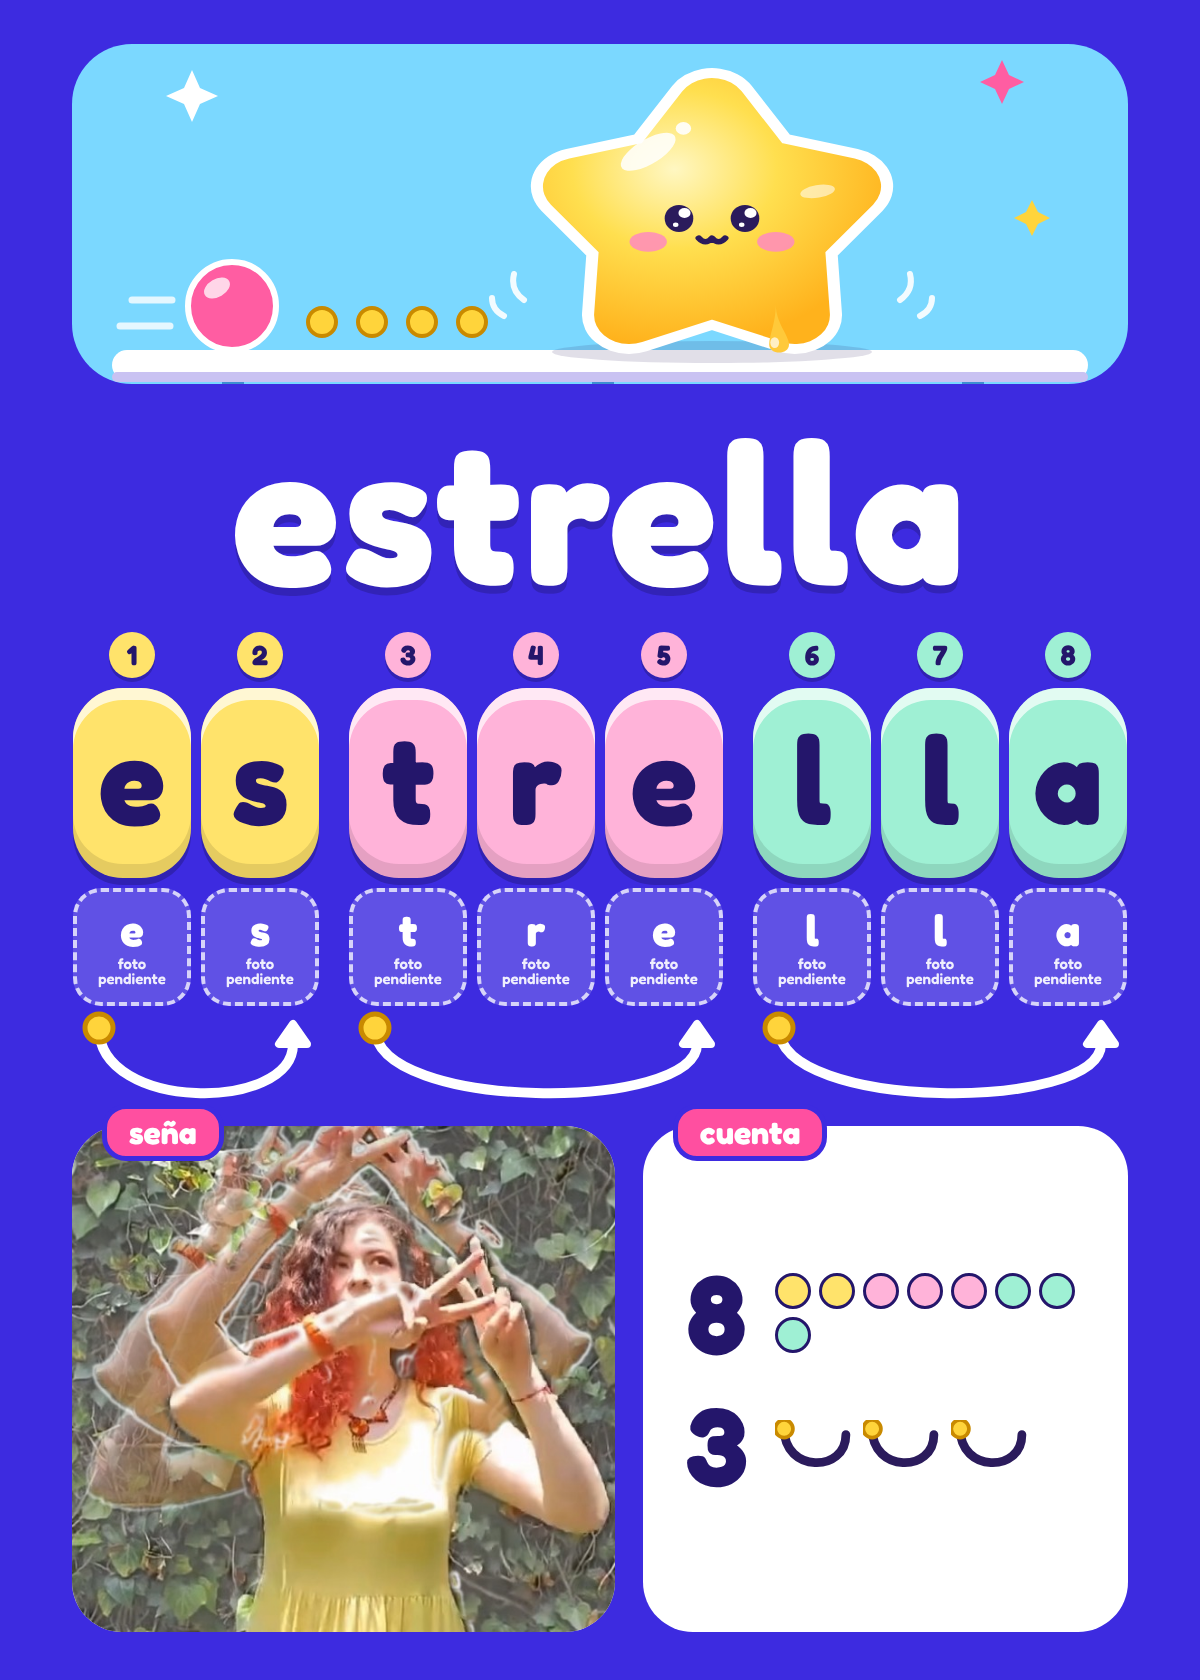 estrella
1 2 3 4 5 6 7 8
e s t r e l l a
e s t r e l l a
foto foto foto foto foto foto foto foto
pendiente pendiente pendiente pendiente pendiente pendiente pendiente pendiente
seña cuenta
8
3